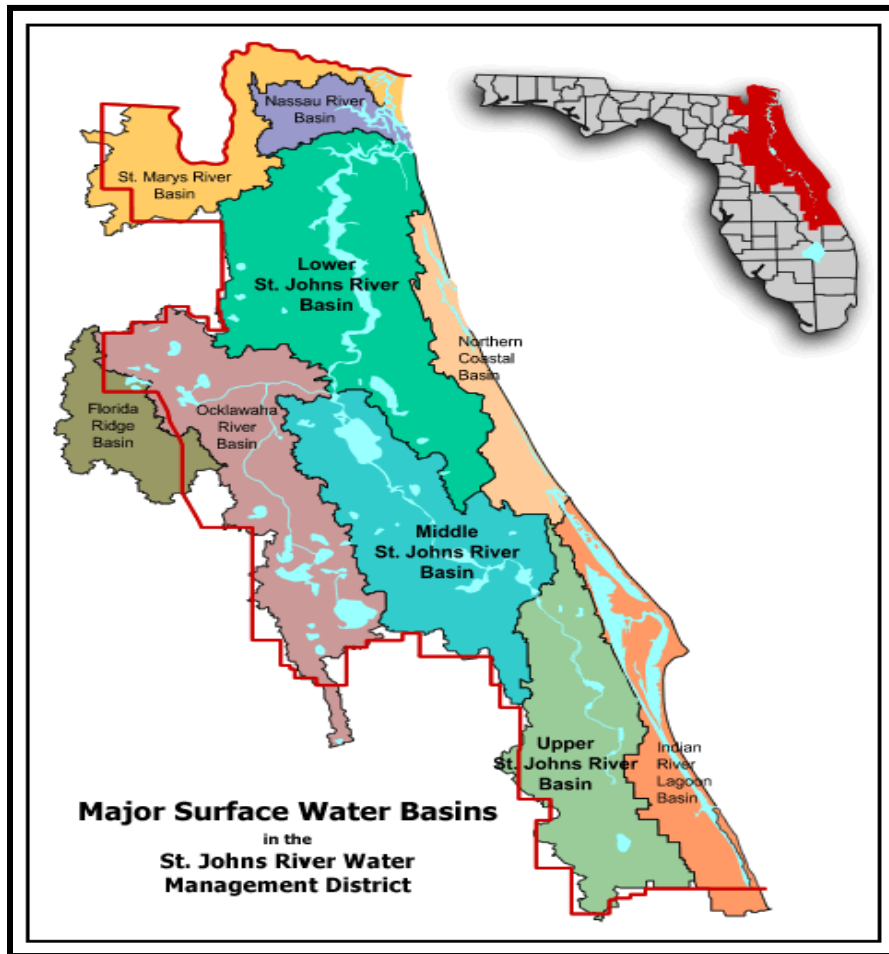 Nassau River
Basin
St. Marys River
Basin
Lower
St. Johns River
Basin
Northern
Coastal
Basin
Florida
Ridge
Basin
Ocklawaha
River
Basin
Middle
St. Johns River
Basin
Upper
St. Johns River
Basin
Indian
River
Lagoon
Basin
Major Surface Water Basins
in the
St. Johns River Water
Management District